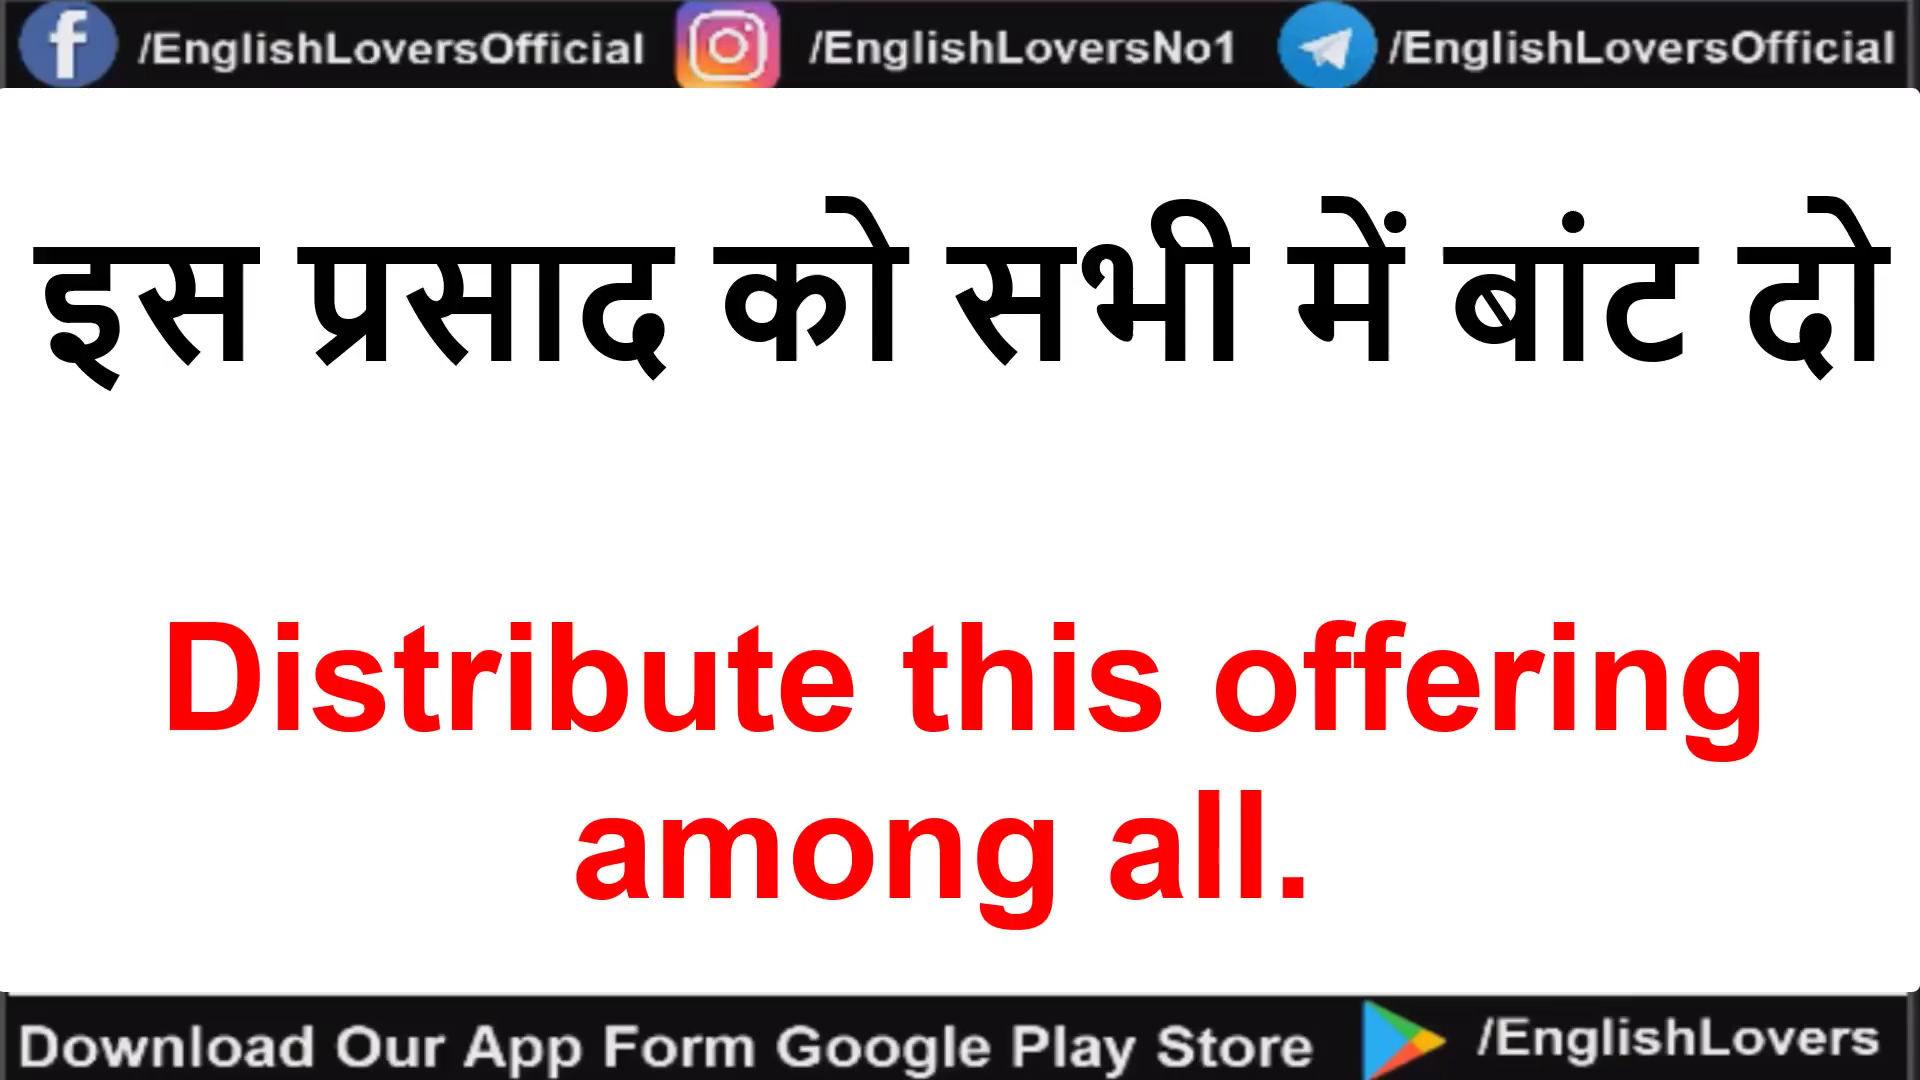 /EnglishLoversOfficial /EnglishLoversNo1 /EnglishLoversOfficial
इस प्रसाद को सभी में बांट दो
Distribute this offering
among all.
Download Our App Form Google Play Store /EnglishLovers